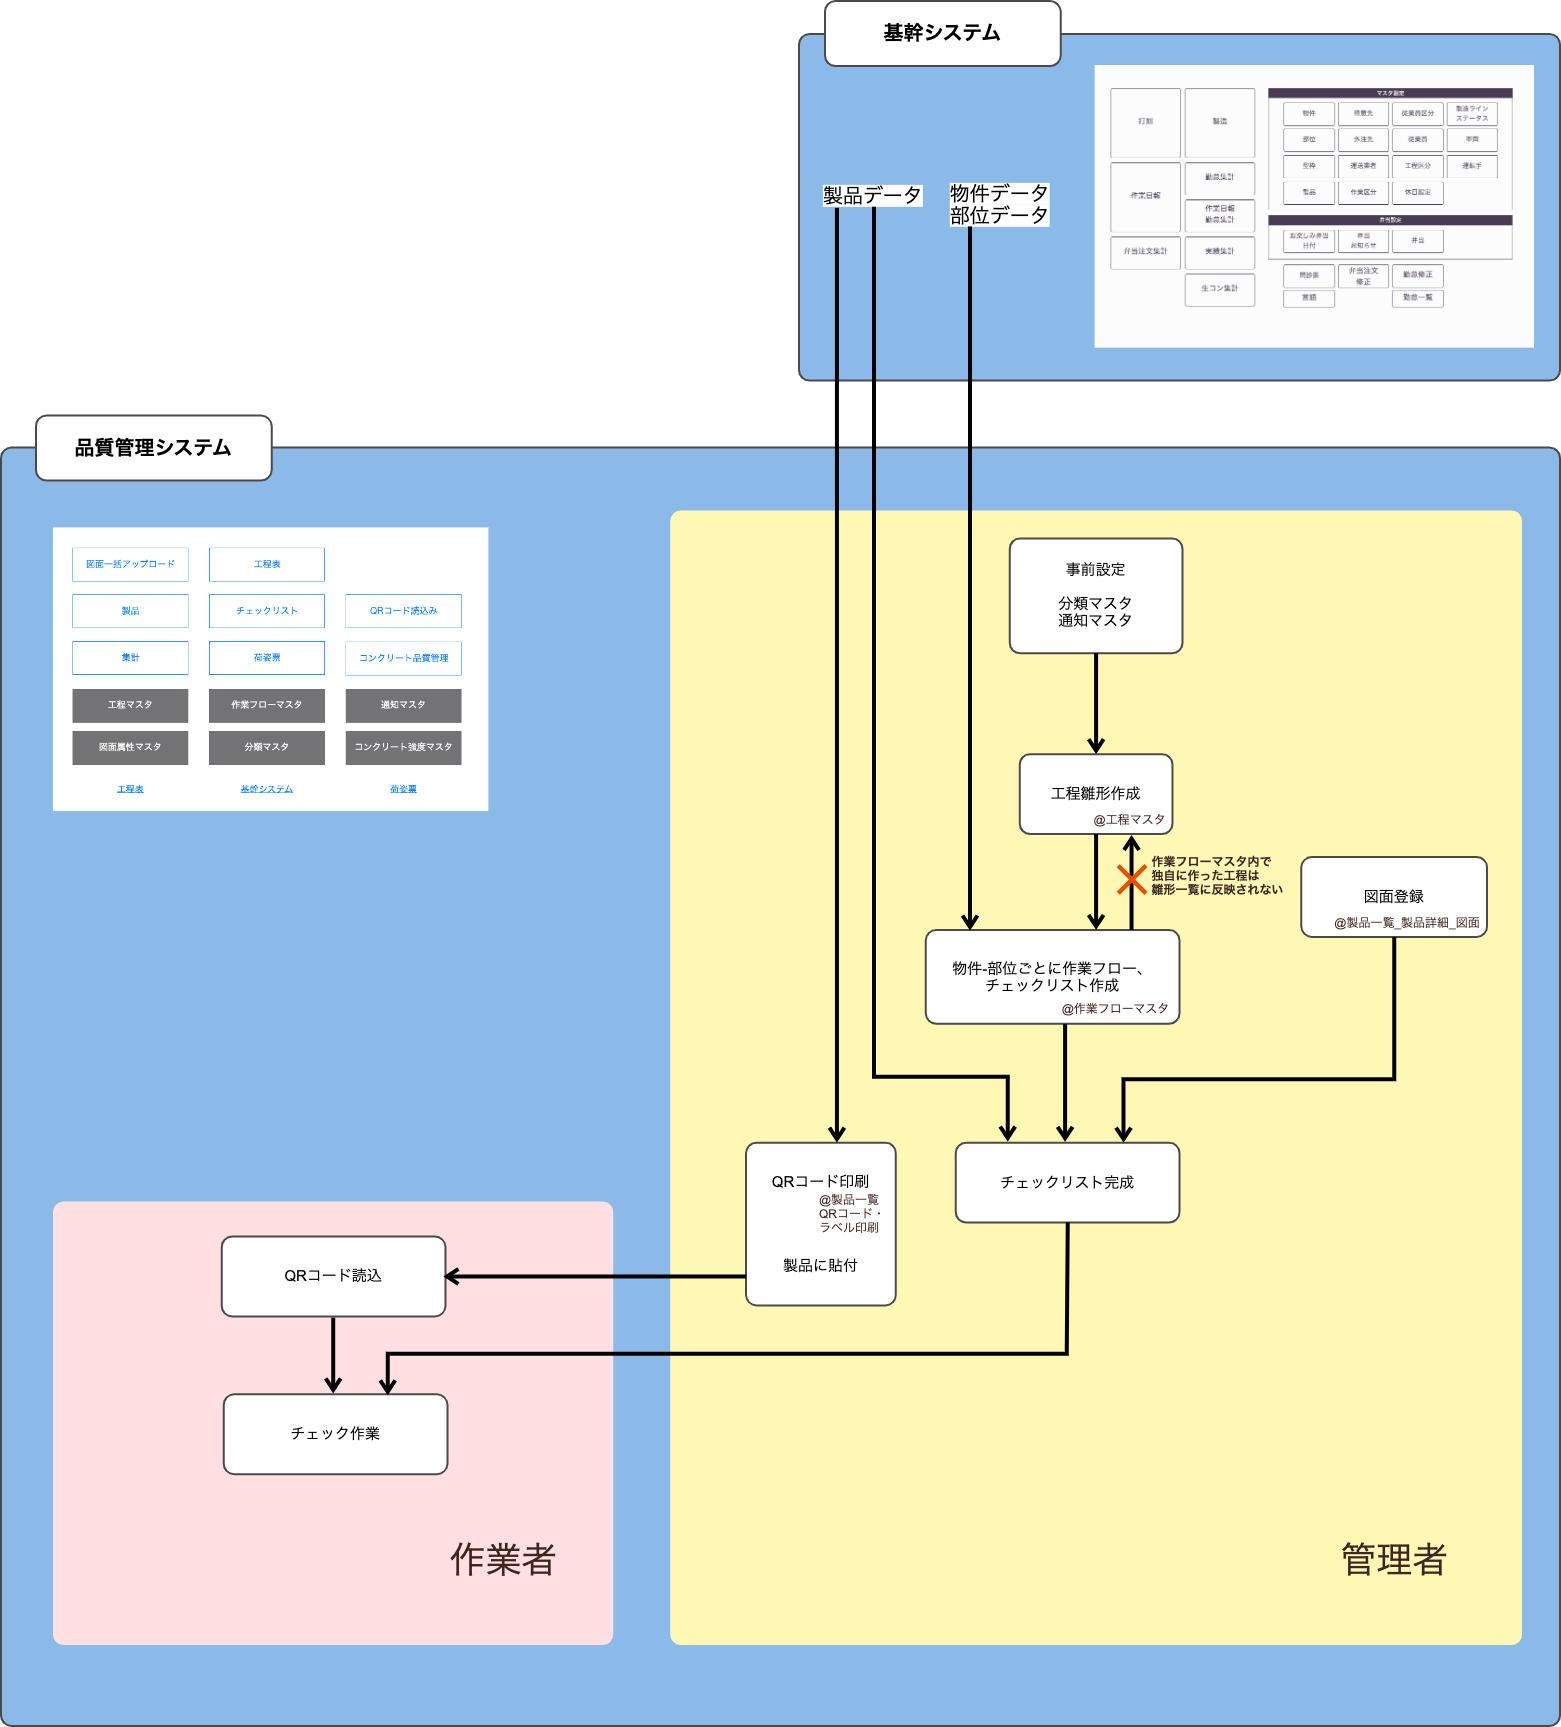 基幹システム
マスタ設定
打刻
製造
物件
得意先
従業員区分
製造ライン
ステータス
部位
外注先
従業員
車両
型枠
運送業者
工程区分
運転手
製品
作業区分
休日設定
作業日報
勤怠集計
作業日報
勤怠集計
弁当設定
お楽しみ弁当
日付
弁当
お知らせ
弁当
弁当注文集計
実績集計
問診票
弁当注文
修正
勤怠修正
言語
勤怠一覧
生コン集計
製品データ
物件データ
部位データ
品質管理システム
図面一括アップロード
工程表
製品
チェックリスト
QRコード読込み
集計
荷姿票
コンクリート品質管理
工程マスタ
作業フローマスタ
通知マスタ
図面属性マスタ
分類マスタ
コンクリート強度マスタ
工程表
基幹システム
荷姿票
事前設定
分類マスタ
通知マスタ
工程雛形作成
@工程マスタ
作業フローマスタ内で
独自に作った工程は
雛形一覧に反映されない
図面登録
@製品一覧_製品詳細_図面
物件-部位ごとに作業フロー、
チェックリスト作成
@作業フローマスタ
QRコード印刷
@製品一覧
QRコード・
ラベル印刷
製品に貼付
チェックリスト完成
QRコード読込
チェック作業
作業者
管理者